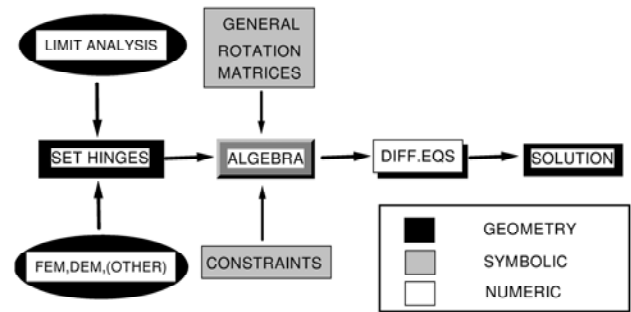 LIMIT ANALYSIS
GENERAL
ROTATION
MATRICES
SET HINGES
ALGEBRA
DIFF.EQS
SOLUTION
FEM,DEM,(OTHER)
CONSTRAINTS
GEOMETRY
SYMBOLIC
NUMERIC